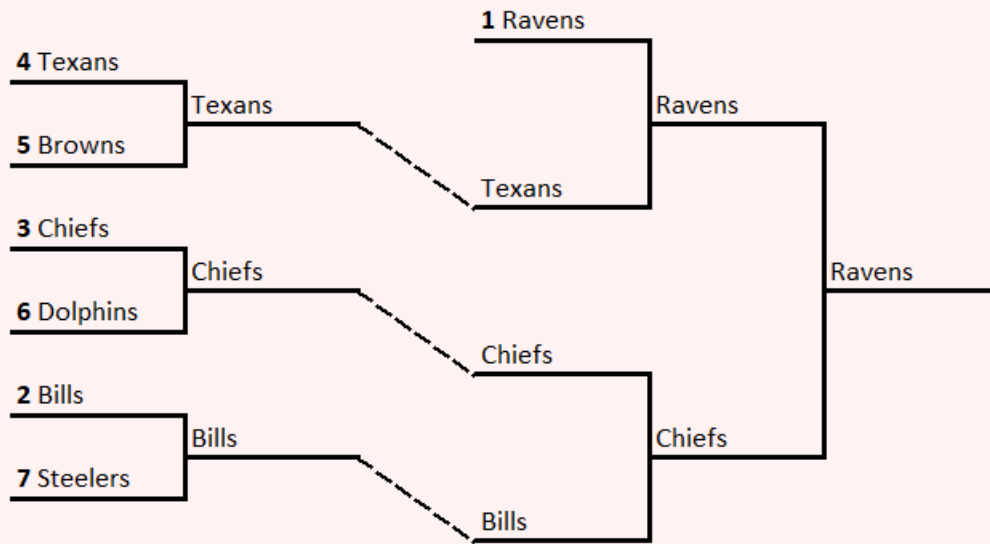 1 Ravens
4 Texans
Texans
Ravens
5 Browns
Texans
3 Chiefs
Chiefs
Ravens
6 Dolphins
Chiefs
2 Bills
Bills
Chiefs
7 Steelers
Bills